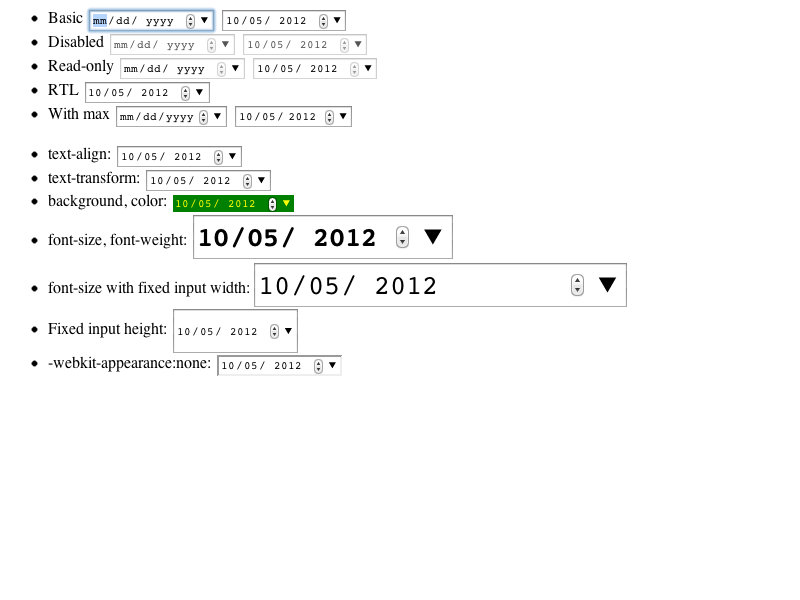 Basic mm/dd/ yyyy 10/05/ 2012
Disabled mm/dd/ yyyy 10/05/ 2012
Read-only mm/dd/ yyyy 10/05/ 2012
RTL 10/05/ 2012
With max mm/dd/yyyy 10/05/2012
text-align: 10/05/ 2012
text-transform: 10/05/ 2012
background, color: 10/05/ 2012
font-size, font-weight: 10/05/ 2012
font-size with fixed input width: 10/05/ 2012
Fixed input height: 10/05/ 2012
-webkit-appearance:none: 10/05/ 2012